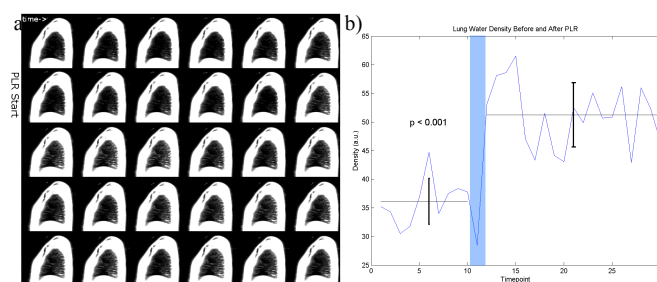 a
time->
PLR Start
b)
Lung Water Density Before and After PLR
p < 0.001
Density (a.u.)
65
60
55
50
45
40
35
30
25
0
5
10
15
20
25
Timepoint